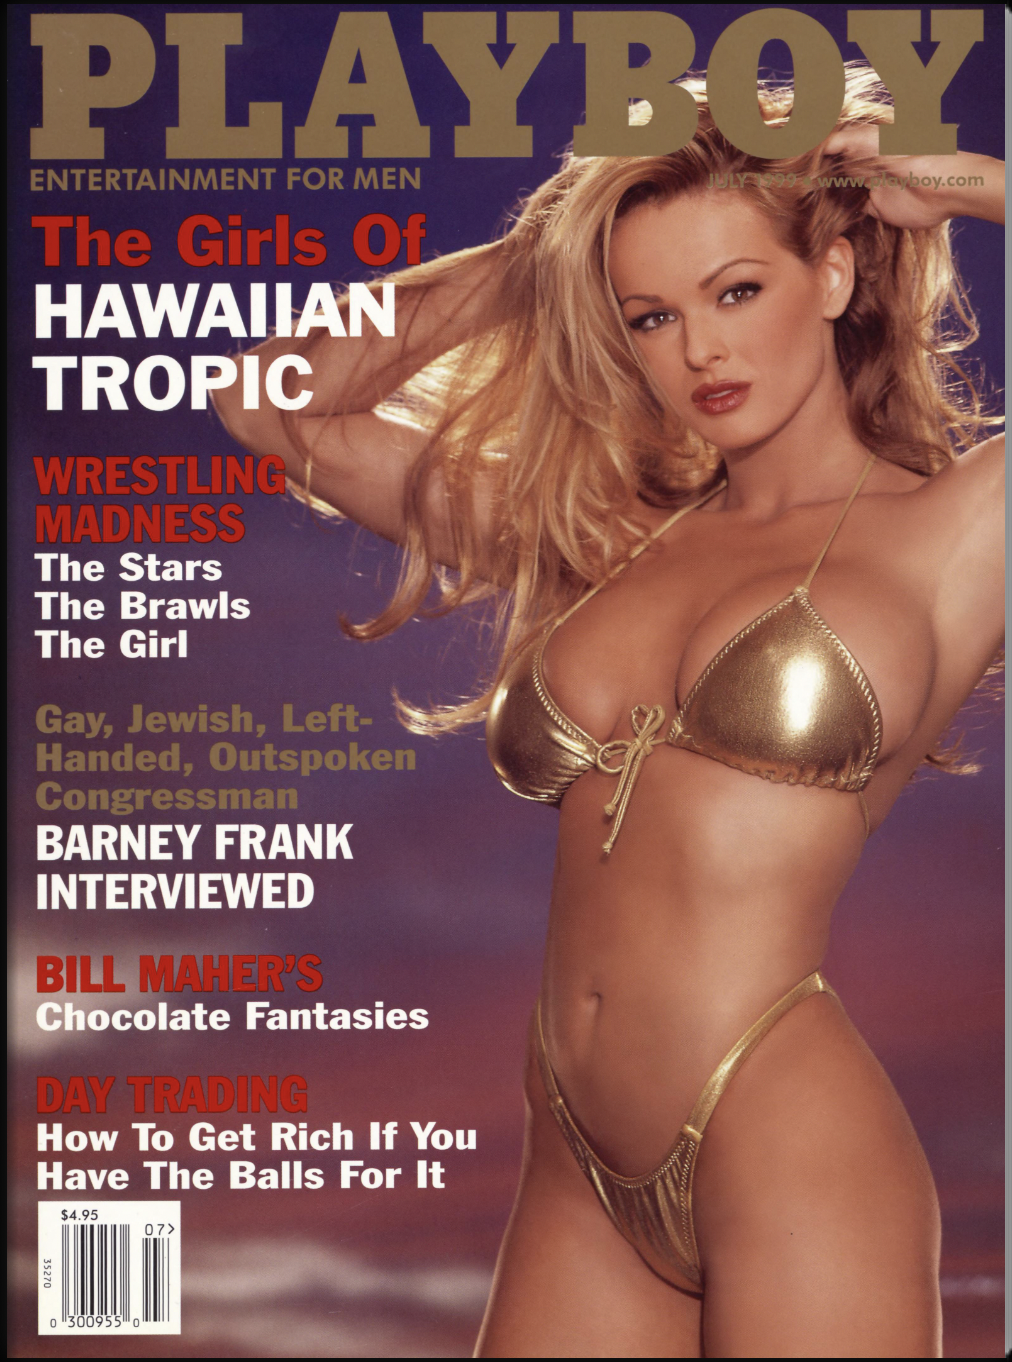 PLAYBOY
ENTERTAINMENT FOR MEN
JULY 1999 • www.playboy.com
The Girls Of
HAWAIIAN
TROPIC
WRESTLING
MADNESS
The Stars
The Brawls
The Girl
Gay, Jewish, Left-
Handed, Outspoken
Congressman
BARNEY FRANK
INTERVIEWED
BILL MAHER'S
Chocolate Fantasies
DAY TRADING
How To Get Rich If You
Have The Balls For It
$4.95
07>
35270
0 300955 0